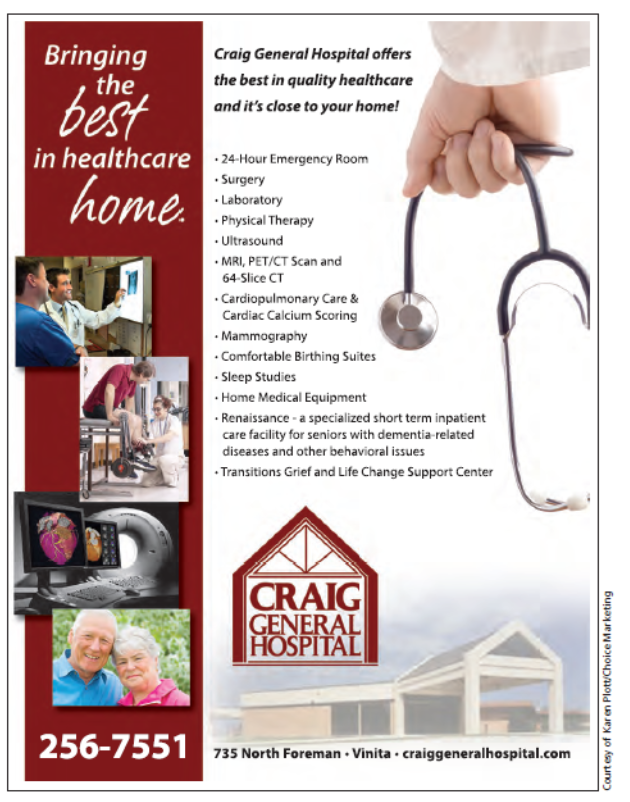 Bringing
the
best
in healthcare
home.
256-7551
Craig General Hospital offers
the best in quality healthcare
and it's close to your home!
• 24-Hour Emergency Room
• Surgery
• Laboratory
• Physical Therapy
• Ultrasound
• MRI, PET/CT Scan and
64-Slice CT
• Cardiopulmonary Care &
Cardiac Calcium Scoring
• Mammography
• Comfortable Birthing Suites
• Sleep Studies
• Home Medical Equipment
• Renaissance - a specialized short term inpatient
care facility for seniors with dementia-related
diseases and other behavioral issues
• Transitions Grief and Life Change Support Center
CRAIG
GENERAL
HOSPITAL
735 North Foreman • Vinita • craiggeneralhospital.com
Courtesy of Karen Plott/Choice Marketing